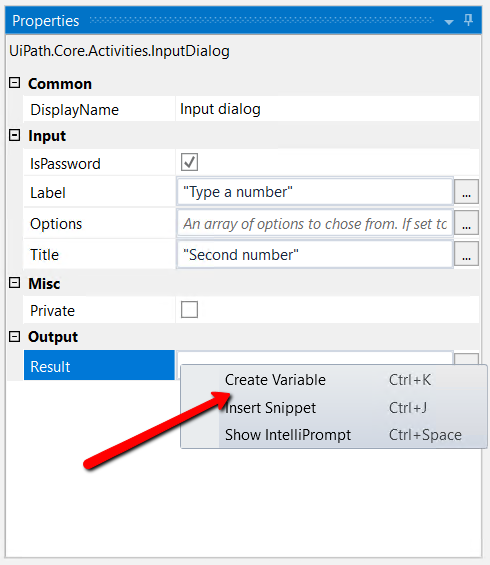 Properties
UiPath.Core.Activities.InputDialog
Common
DisplayName Input dialog
Input
IsPassword
Label "Type a number" ...
Options An array of options to chose from. If set to ...
Title "Second number" ...
Misc
Private
Output
Result
Create Variable Ctrl+K
Insert Snippet Ctrl+J
Show IntelliPrompt Ctrl+Space